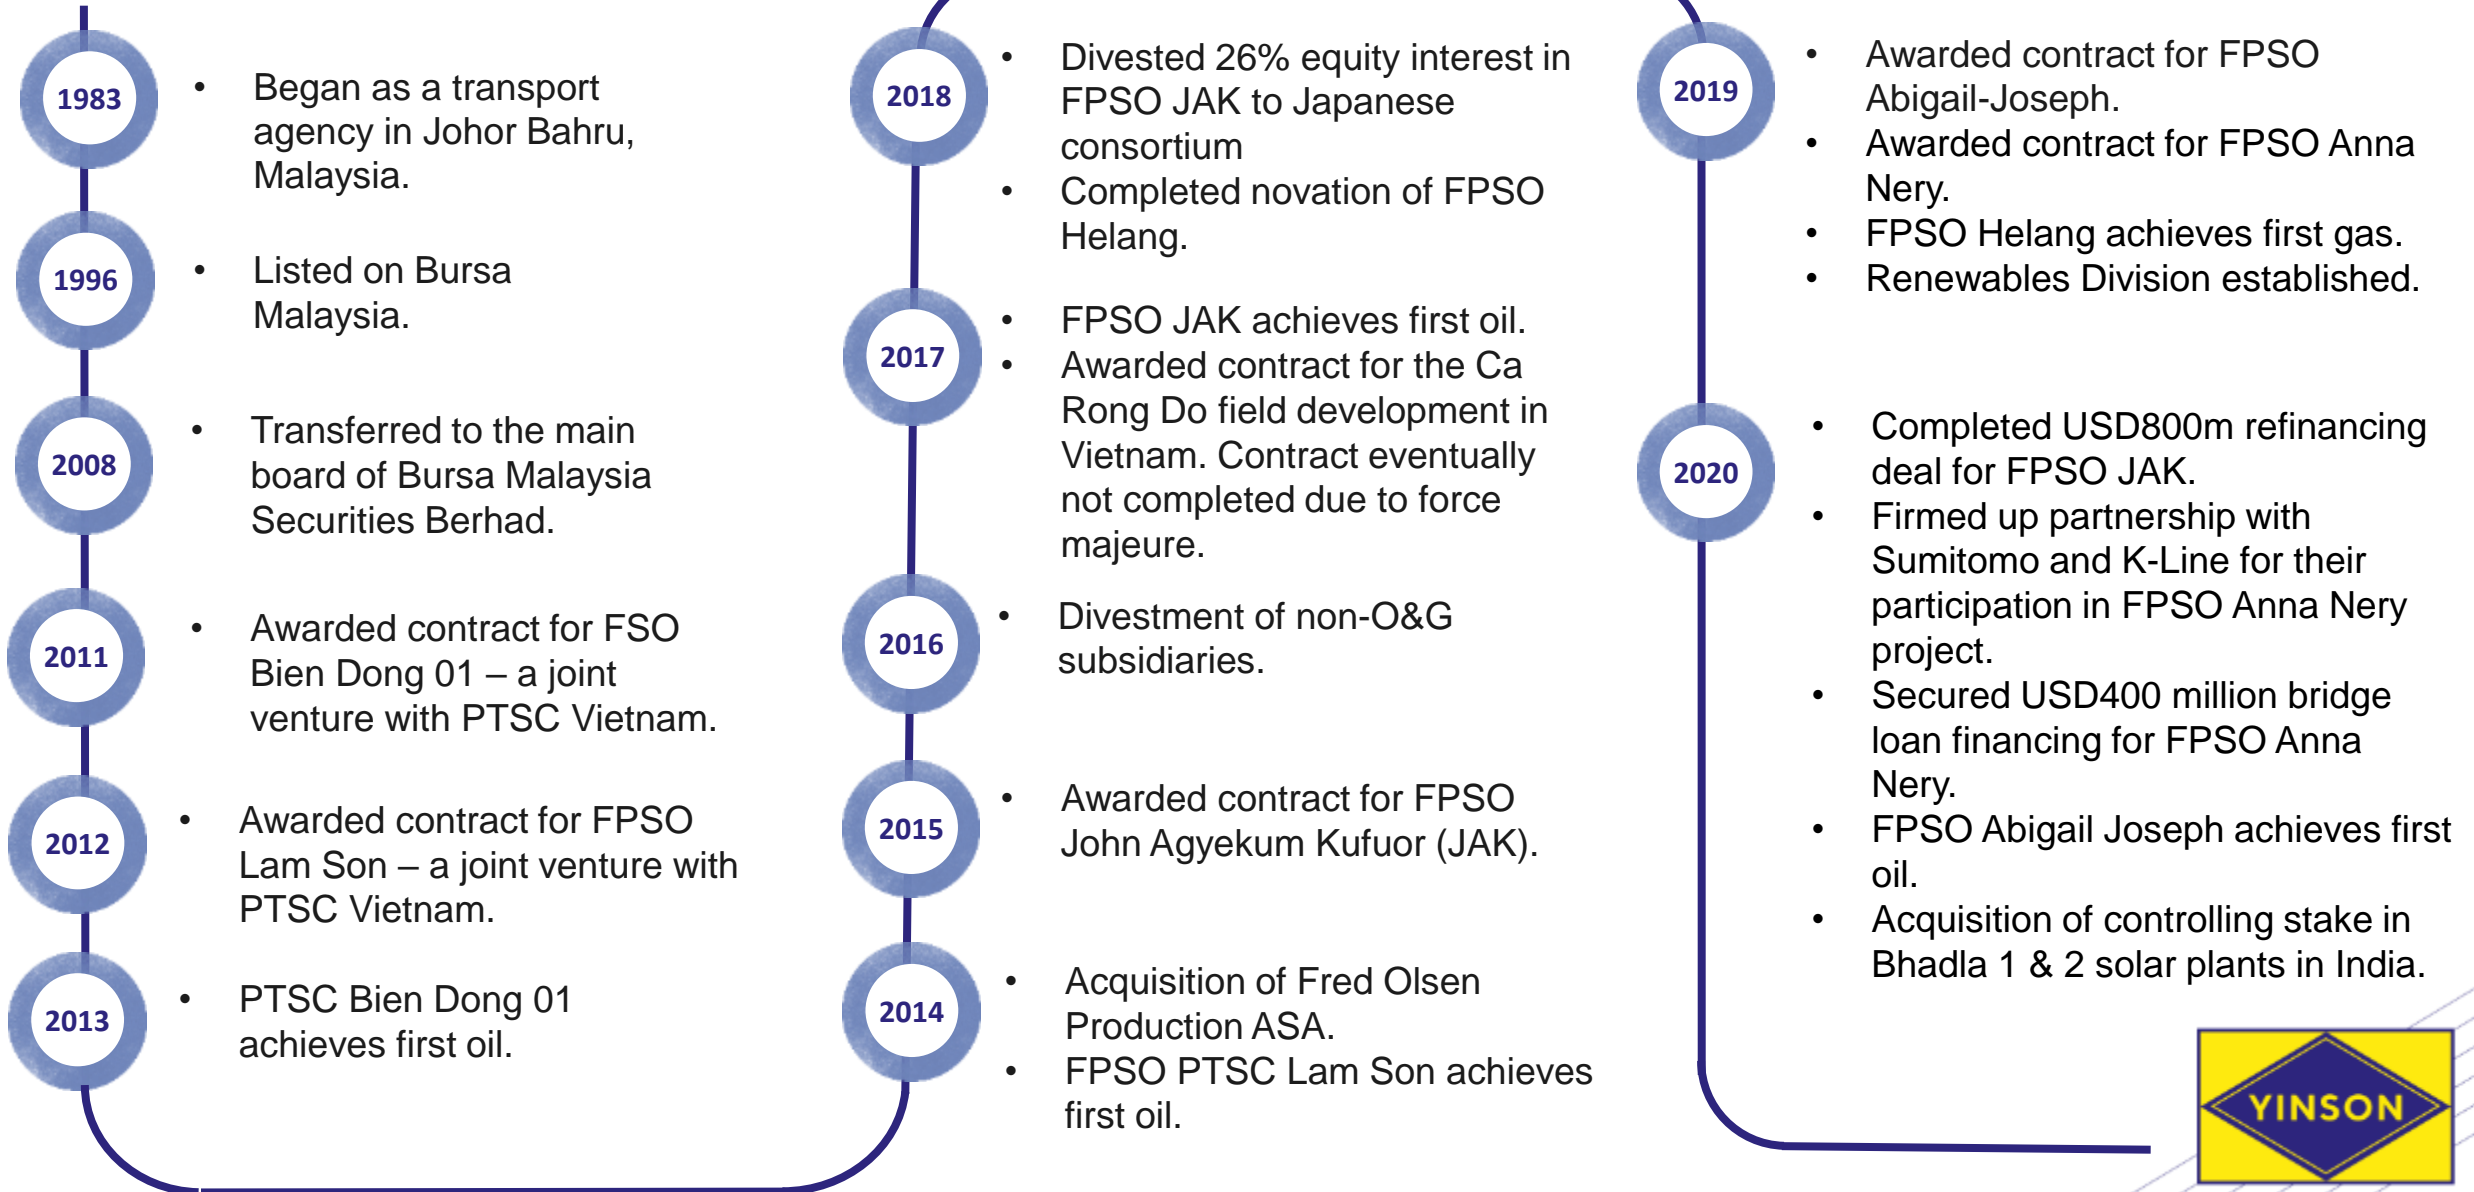 1983
• Began as a transport
agency in Johor Bahru,
Malaysia.
1996
• Listed on Bursa
Malaysia.
2008
• Transferred to the main
board of Bursa Malaysia
Securities Berhad.
2011
• Awarded contract for FSO
Bien Dong 01 – a joint
venture with PTSC Vietnam.
2012
• Awarded contract for FPSO
Lam Son – a joint venture with
PTSC Vietnam.
2013
• PTSC Bien Dong 01
achieves first oil.
2018
• Divested 26% equity interest in
FPSO JAK to Japanese
consortium
• Completed novation of FPSO
Helang.
2017
• FPSO JAK achieves first oil.
• Awarded contract for the Ca
Rong Do field development in
Vietnam. Contract eventually
not completed due to force
majeure.
2016
• Divestment of non-O&G
subsidiaries.
2015
• Awarded contract for FPSO
John Agyekum Kufuor (JAK).
2014
• Acquisition of Fred Olsen
Production ASA.
• FPSO PTSC Lam Son achieves
first oil.
2019
• Awarded contract for FPSO
Abigail-Joseph.
• Awarded contract for FPSO Anna
Nery.
• FPSO Helang achieves first gas.
• Renewables Division established.
2020
• Completed USD800m refinancing
deal for FPSO JAK.
• Firmed up partnership with
Sumitomo and K-Line for their
participation in FPSO Anna Nery
project.
• Secured USD400 million bridge
loan financing for FPSO Anna
Nery.
• FPSO Abigail Joseph achieves first
oil.
• Acquisition of controlling stake in
Bhadla 1 & 2 solar plants in India.
YINSON